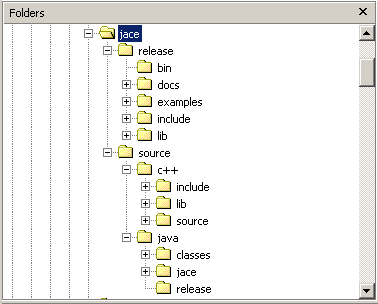 Folders
jace
release
bin
docs
examples
include
lib
source
c++
include
lib
source
java
classes
jace
release